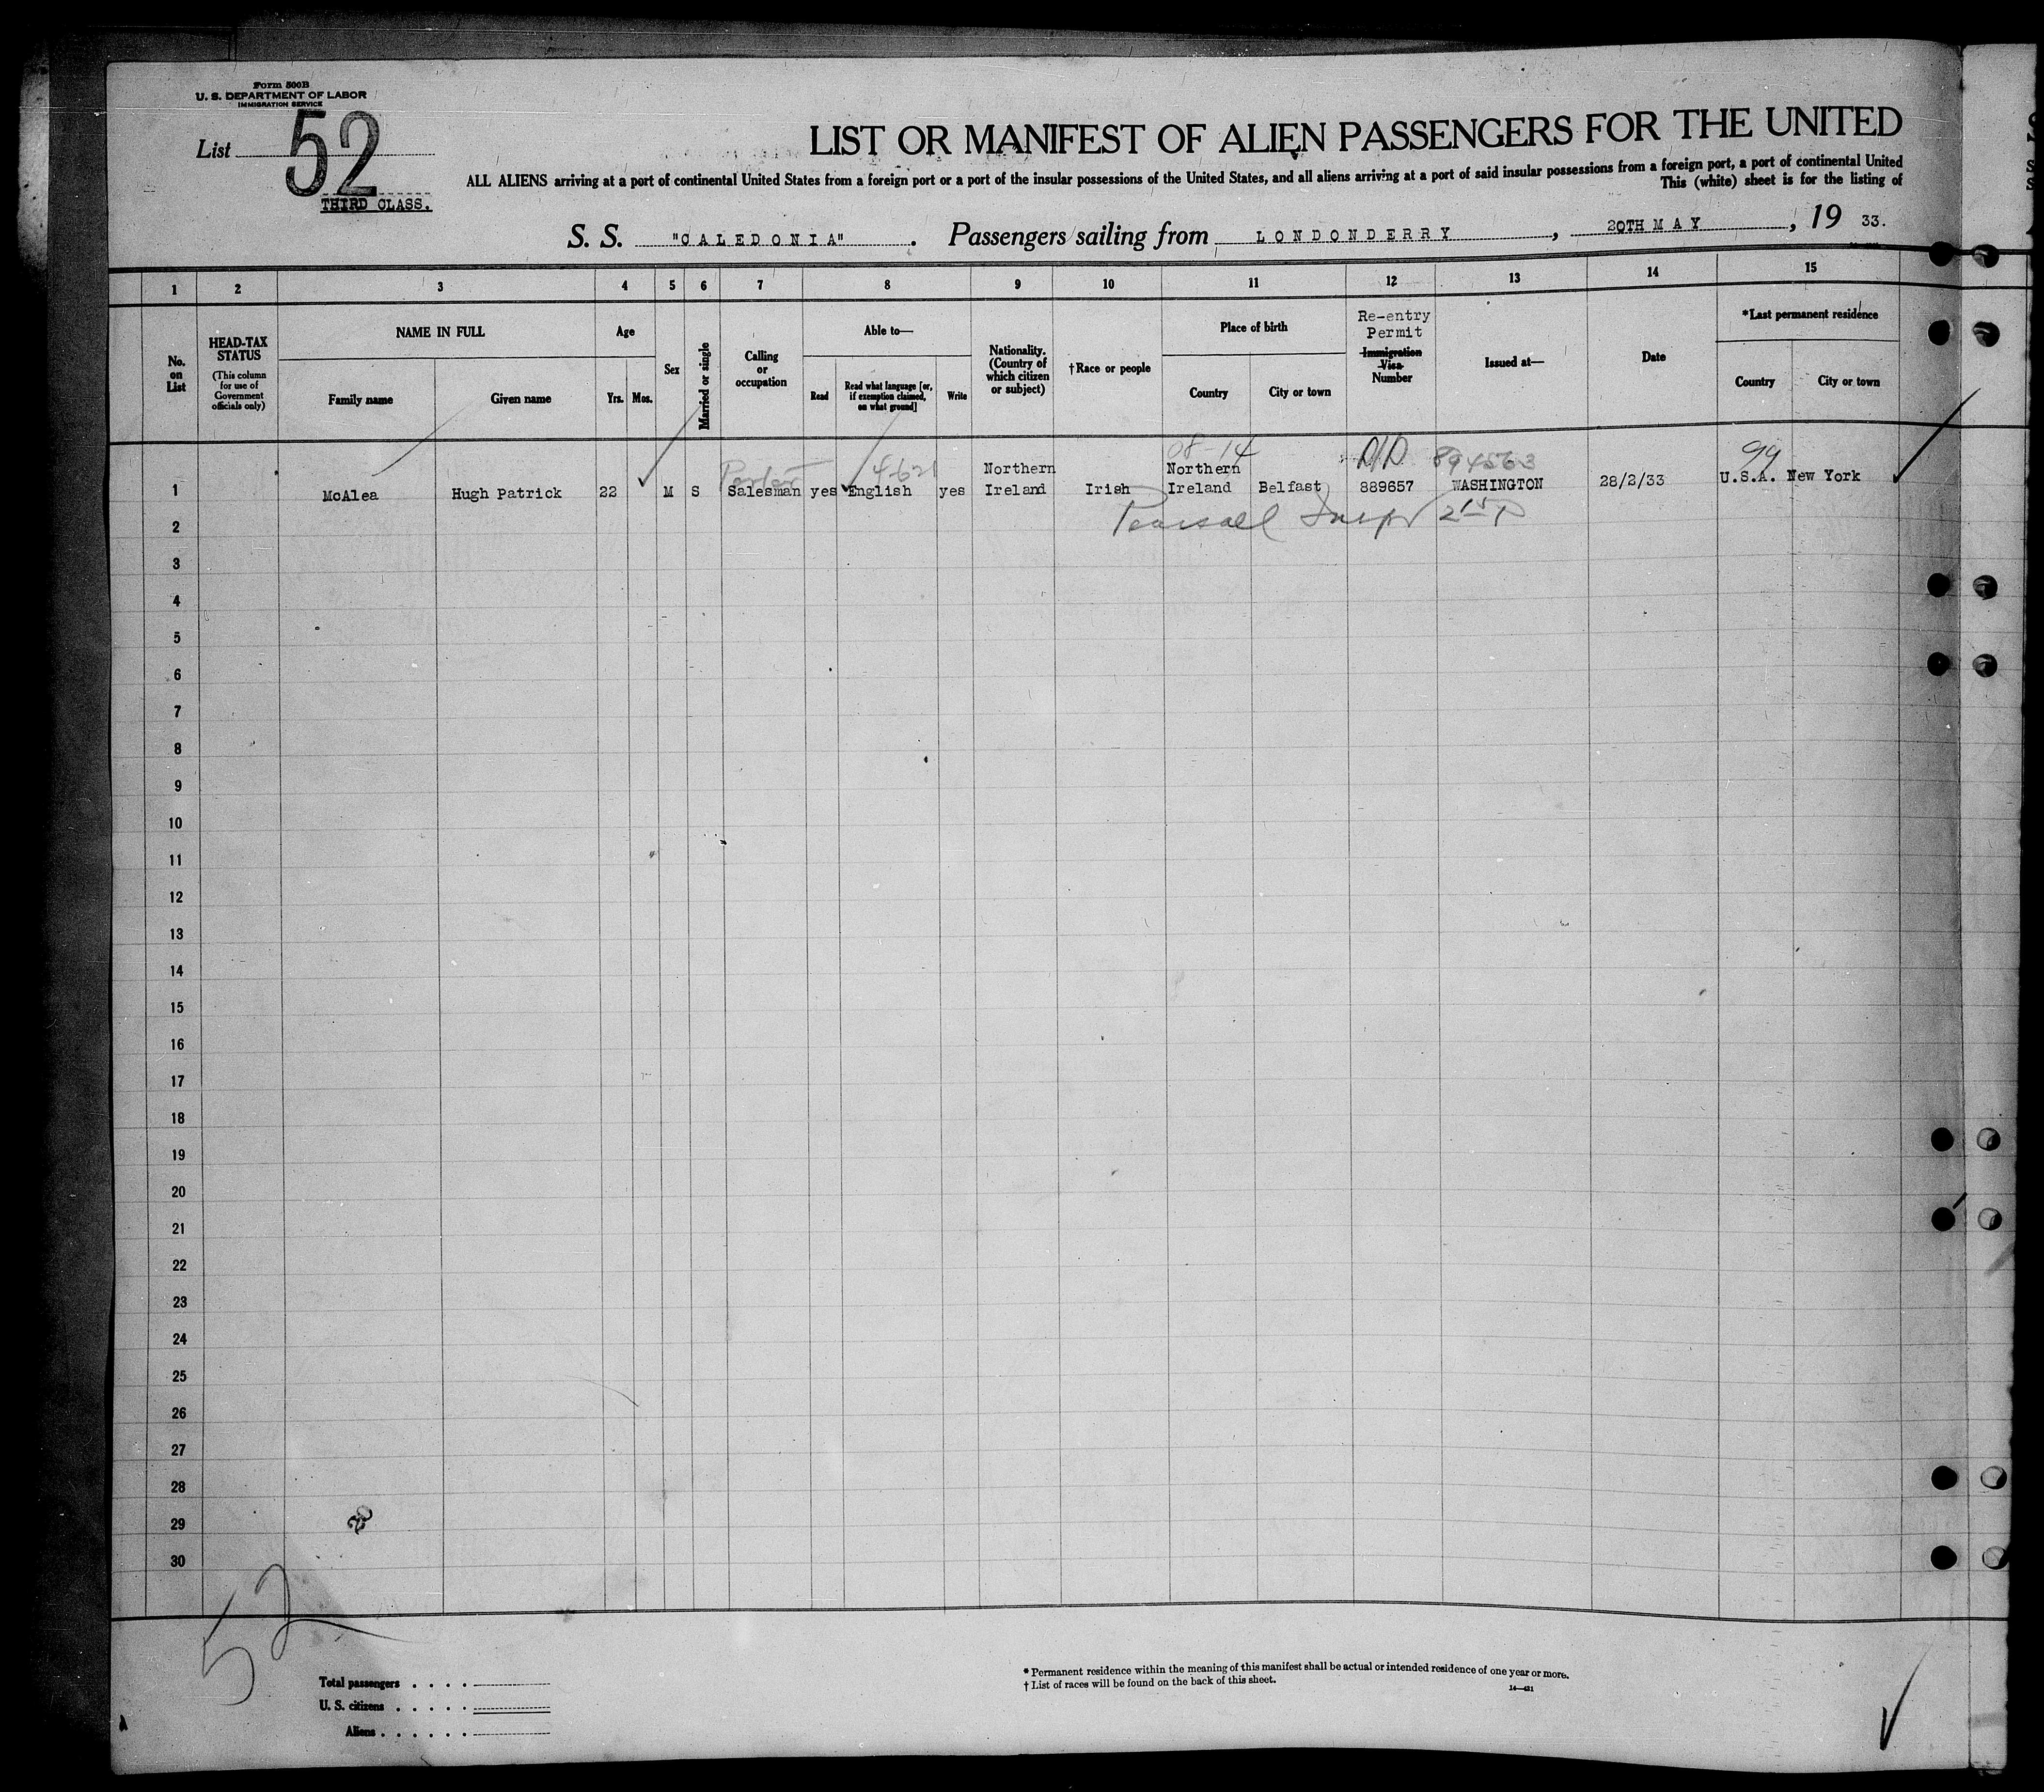 Form 500B
U. S. DEPARTMENT OF LABOR
IMMIGRATION SERVICE
List 52
THIRD CLASS.
LIST OR MANIFEST OF ALIEN PASSENGERS FOR THE UNITED
ALL ALIENS arriving at a port of continental United States from a foreign port or a port of the insular possessions of the United States, and all aliens arriving at a port of said insular possessions from a foreign port, a port of continental United
This (white) sheet is for the listing of
S. S. "CALEDONIA". Passengers sailing from LONDONDERRY, 20TH MAY, 19 33.
1 2 3 4 5 6 7 8 9 10 11 12 13 14 15
No. on List
HEAD-TAX STATUS
(This column for use of Government officials only)
NAME IN FULL
Family name Given name
Age
Yrs. Mos.
Sex
Married or single
Calling or occupation
Able to—
Read
Read what language [or, if exemption claimed, on what ground]
Write
Nationality. (Country of which citizen or subject)
†Race or people
Place of birth
Country City or town
Re-entry Permit
Immigration Visa
Number
Issued at—
Date
*Last permanent residence
Country City or town
08-14 894563 99
Porter 4-621
1 McAlea Hugh Patrick 22 M S Salesman yes English yes Northern Ireland Irish Northern Ireland Belfast 889657 WASHINGTON 28/2/33 U.S.A. New York
Pearsall Inspr
2
3
4
5
6
7
8
9
10
11
12
13
14
15
16
17
18
19
20
21
22
23
24
25
26
27
28
29
30
52
Total passengers . . . .
U. S. citizens . . . . .
Aliens . . . . . .
* Permanent residence within the meaning of this manifest shall be actual or intended residence of one year or more.
† List of races will be found on the back of this sheet.
14—421